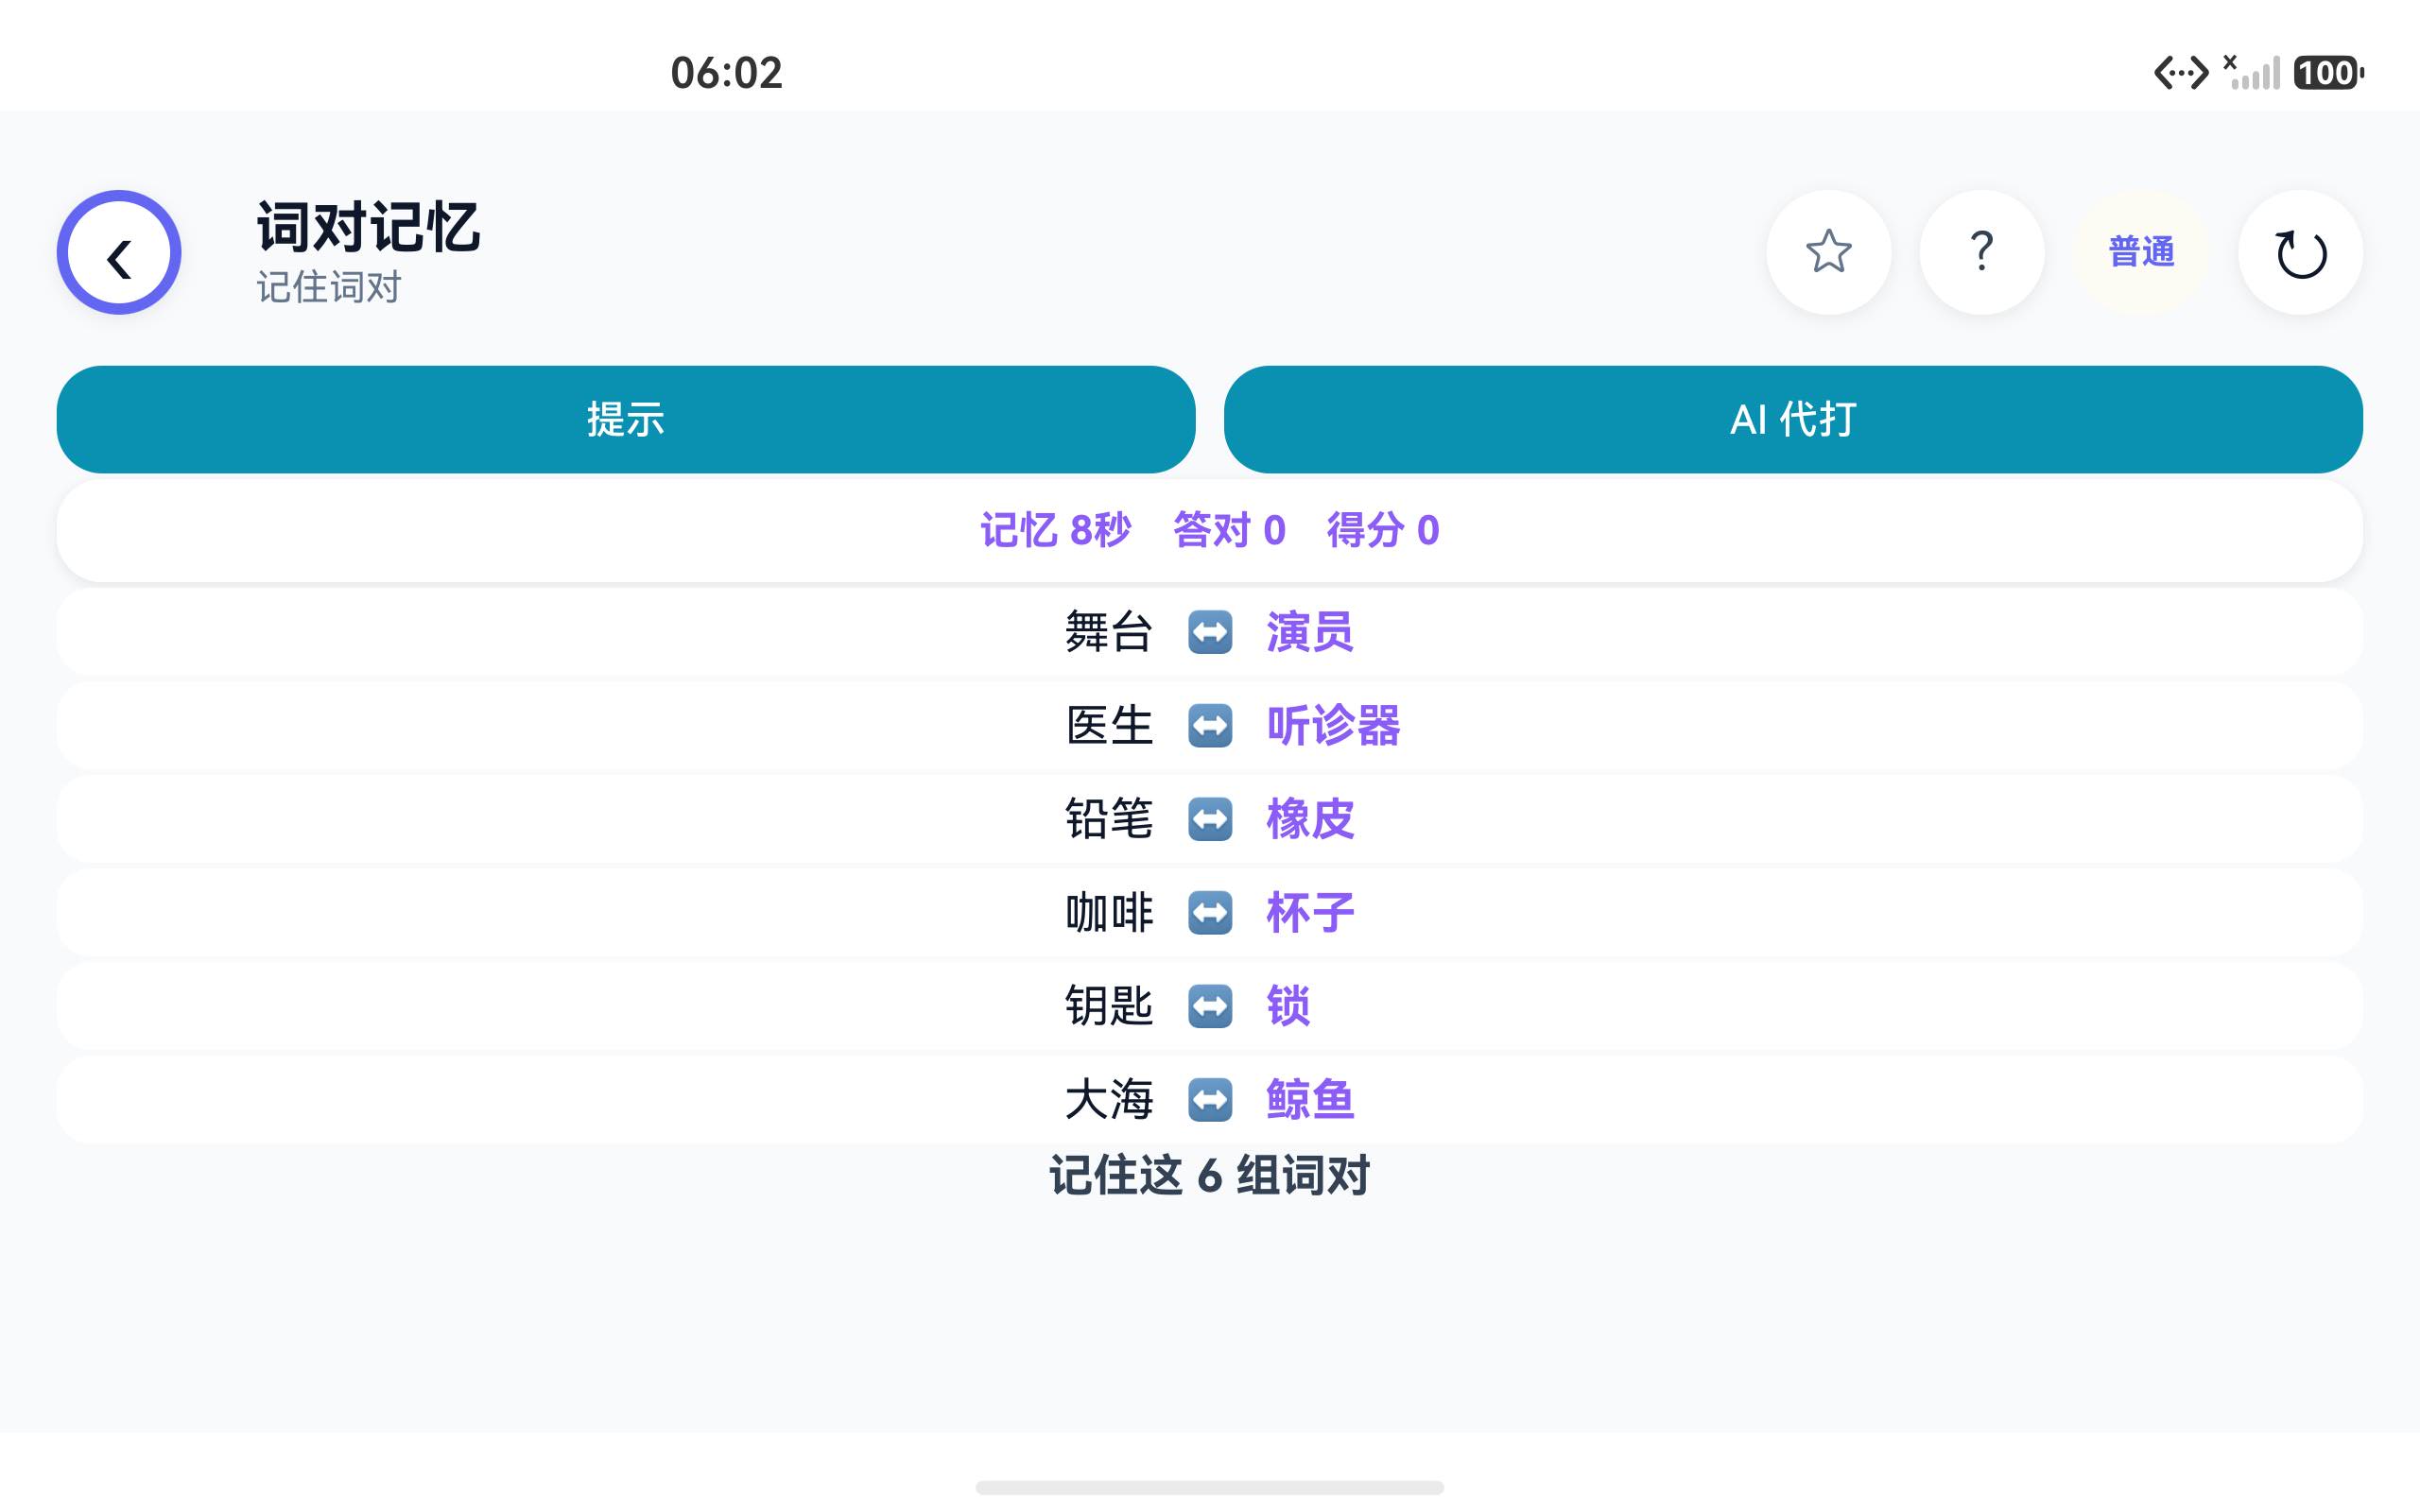 06:02
100
词对记忆
记住词对
?
普通
提示
AI 代打
记忆 8秒 答对 0 得分 0
舞台 ↔️ 演员
医生 ↔️ 听诊器
铅笔 ↔️ 橡皮
咖啡 ↔️ 杯子
钥匙 ↔️ 锁
大海 ↔️ 鲸鱼
记住这 6 组词对